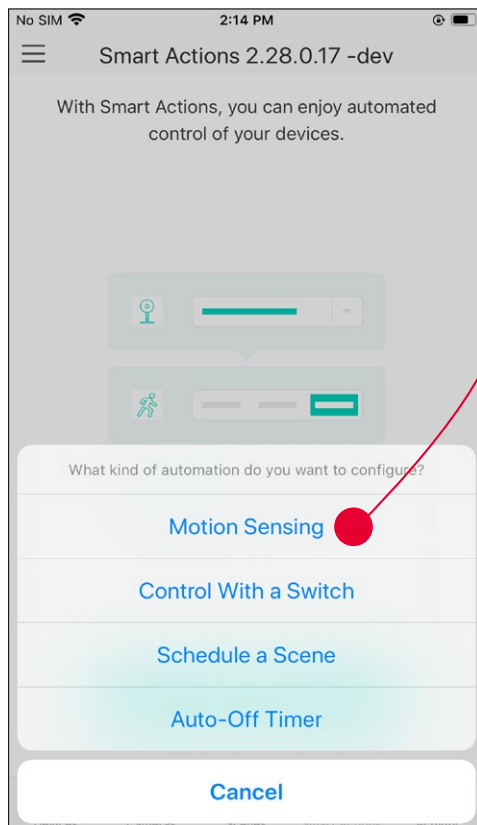 No SIM 2:14 PM
Smart Actions 2.28.0.17 -dev
With Smart Actions, you can enjoy automated
control of your devices.
What kind of automation do you want to configure?
Motion Sensing
Control With a Switch
Schedule a Scene
Auto-Off Timer
Cancel